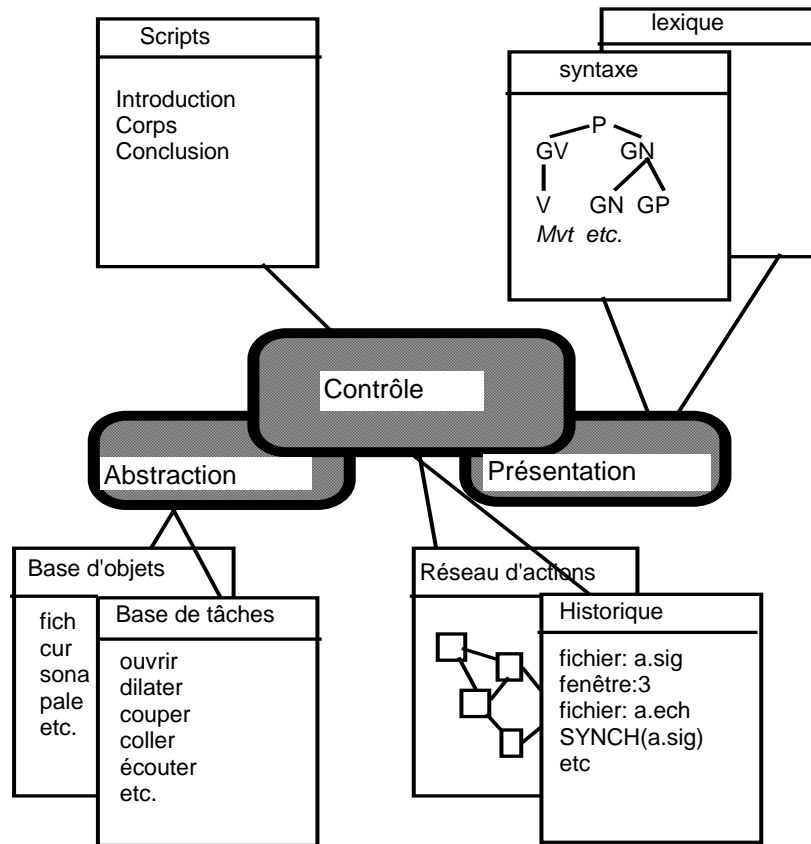 Scripts
Introduction
Corps
Conclusion
lexique
syntaxe
P
GV GN
V GN GP
Mvt etc.
Contrôle
Abstraction
Présentation
Base d'objets
fich
cur
sona
pale
etc.
Base de tâches
ouvrir
dilater
couper
coller
écouter
etc.
Réseau d'actions
Historique
fichier: a.sig
fenêtre:3
fichier: a.ech
SYNCH(a.sig)
etc